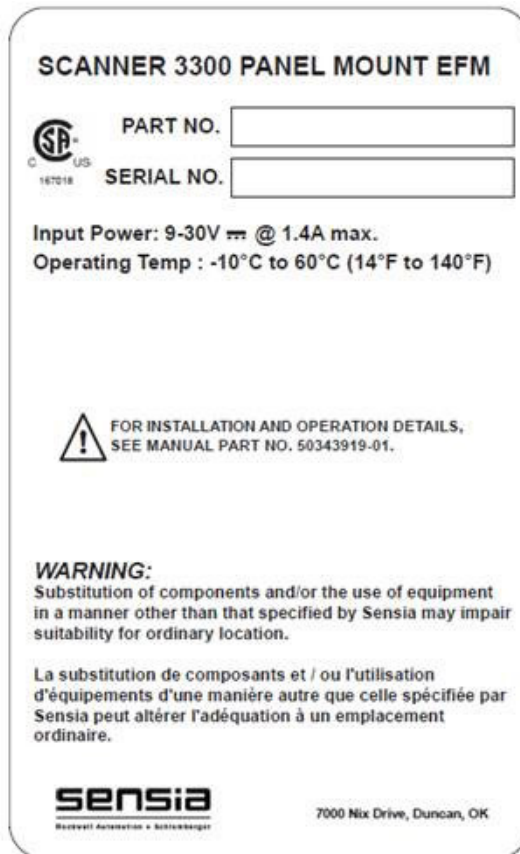 SCANNER 3300 PANEL MOUNT EFM
PART NO.
SA
C US
167018
SERIAL NO.
Input Power: 9-30V ⎓ @ 1.4A max.
Operating Temp : -10°C to 60°C (14°F to 140°F)
FOR INSTALLATION AND OPERATION DETAILS,
SEE MANUAL PART NO. 50343919-01.
WARNING:
Substitution of components and/or the use of equipment
in a manner other than that specified by Sensia may impair
suitability for ordinary location.
La substitution de composants et / ou l'utilisation
d'équipements d'une manière autre que celle spécifiée par
Sensia peut altérer l'adéquation à un emplacement
ordinaire.
sensia
Rockwell Automation + Schlumberger
7000 Nix Drive, Duncan, OK